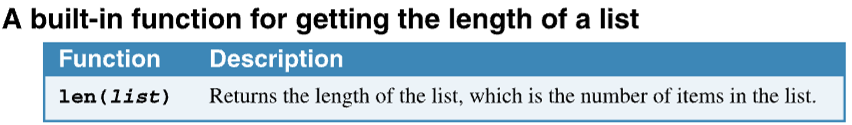 A built-in function for getting the length of a list
Function Description
len(list) Returns the length of the list, which is the number of items in the list.